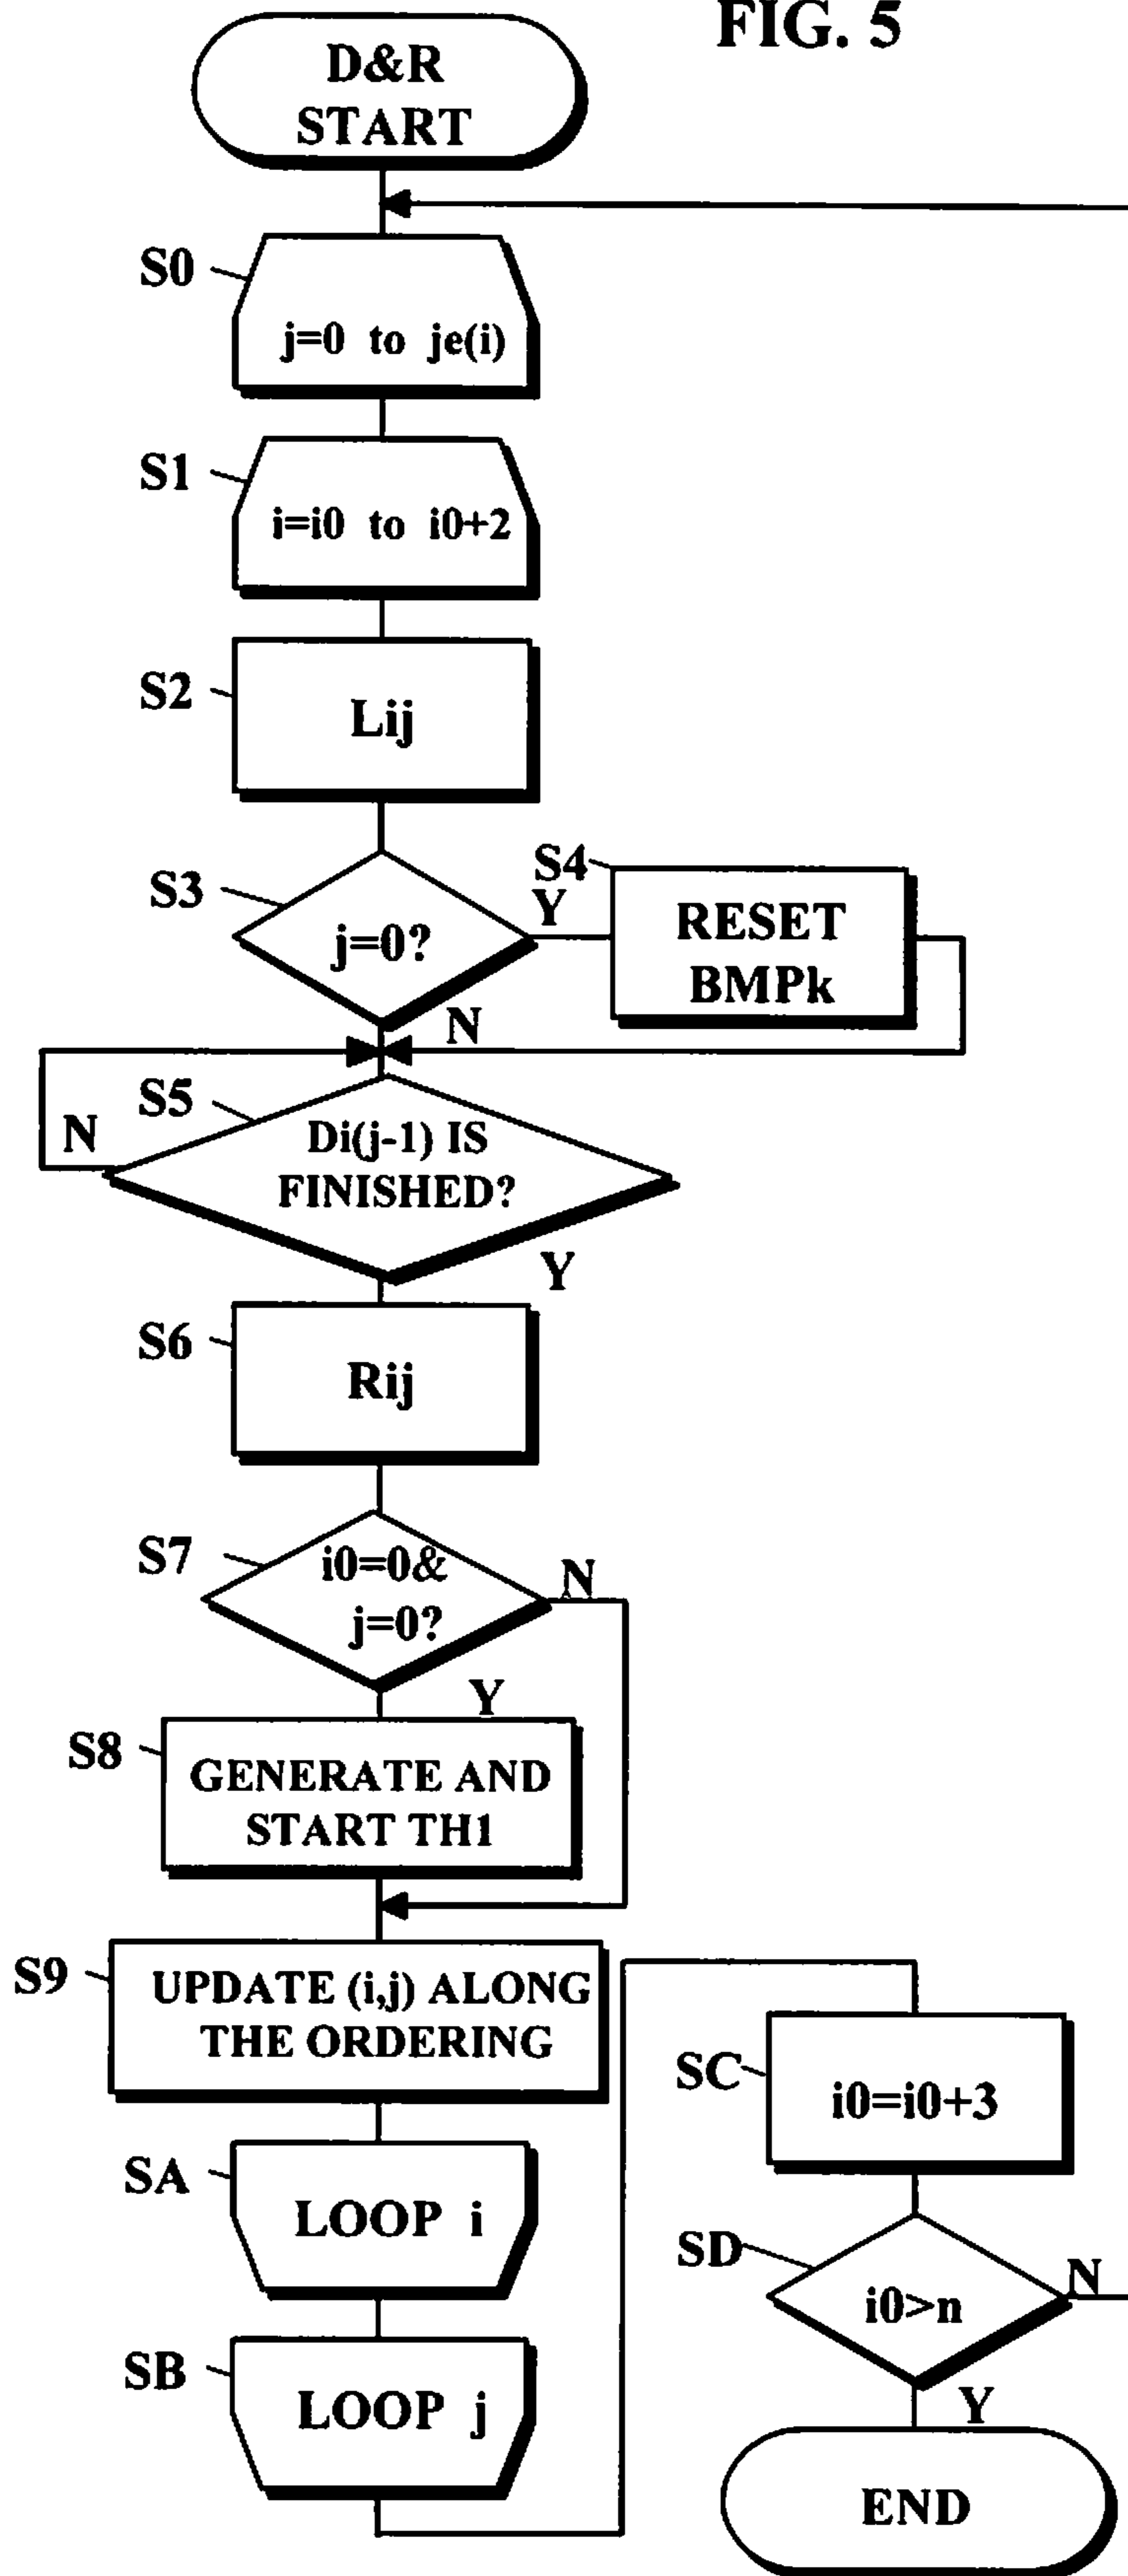 FIG. 5
D&R
START
S0
j=0 to je(i)
S1
i=i0 to i0+2
S2
Lij
S3
j=0?
Y
N
S4
RESET
BMPk
S5
Di(j-1) IS
FINISHED?
N
Y
S6
Rij
S7
i0=0&
j=0?
N
Y
S8
GENERATE AND
START TH1
S9
UPDATE (i,j) ALONG
THE ORDERING
SA
LOOP i
SB
LOOP j
SC
i0=i0+3
SD
i0>n
N
Y
END